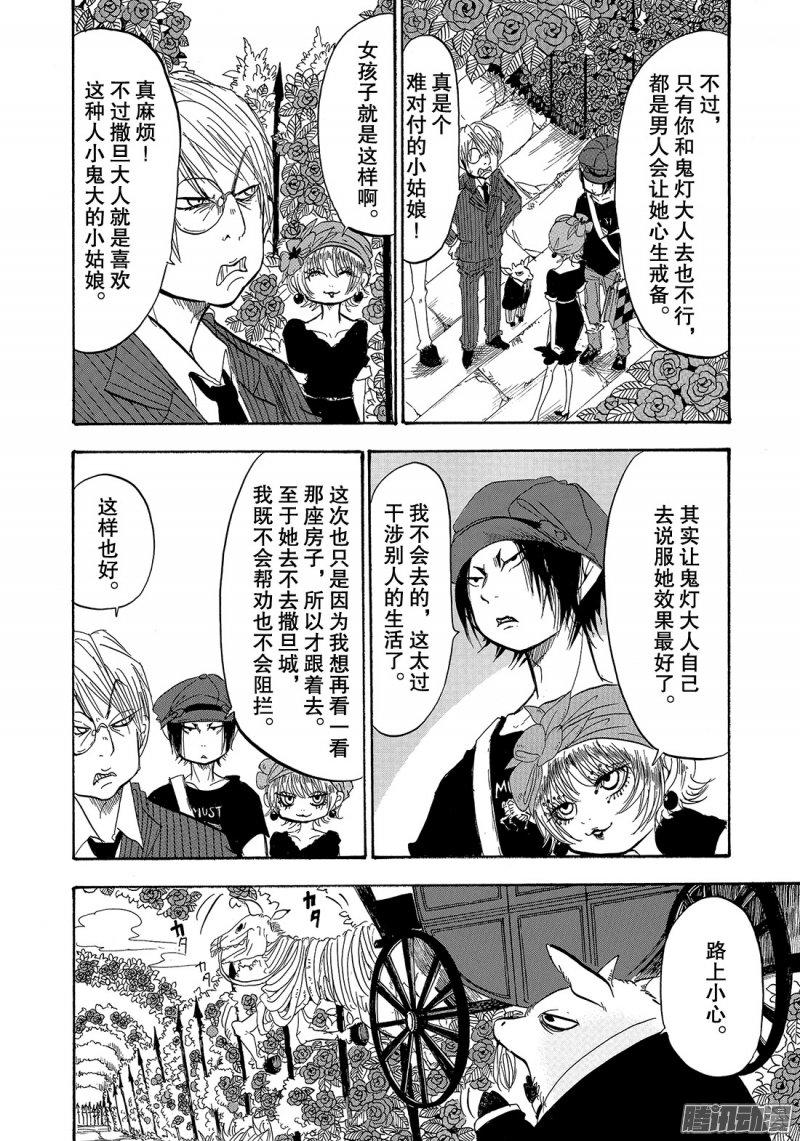 不过，
只有你和鬼灯大人去也不行，
都是男人会让她心生戒备。
真是个
难对付的小姑娘！
女孩子就是这样啊。
真麻烦！
不过撒旦大人就是喜欢
这种人小鬼大的小姑娘。
其实让鬼灯大人自己
去说服她效果最好了。
我不会去的，这太过
干涉别人的生活了。
MUST
这次也只是因为我想再看一看
那座房子，所以才跟着去。
至于她去不去撒旦城，
我既不会帮劝也不会阻拦。
这样也好。
MUST
路上小心。
カタ
カタ
腾讯动漫